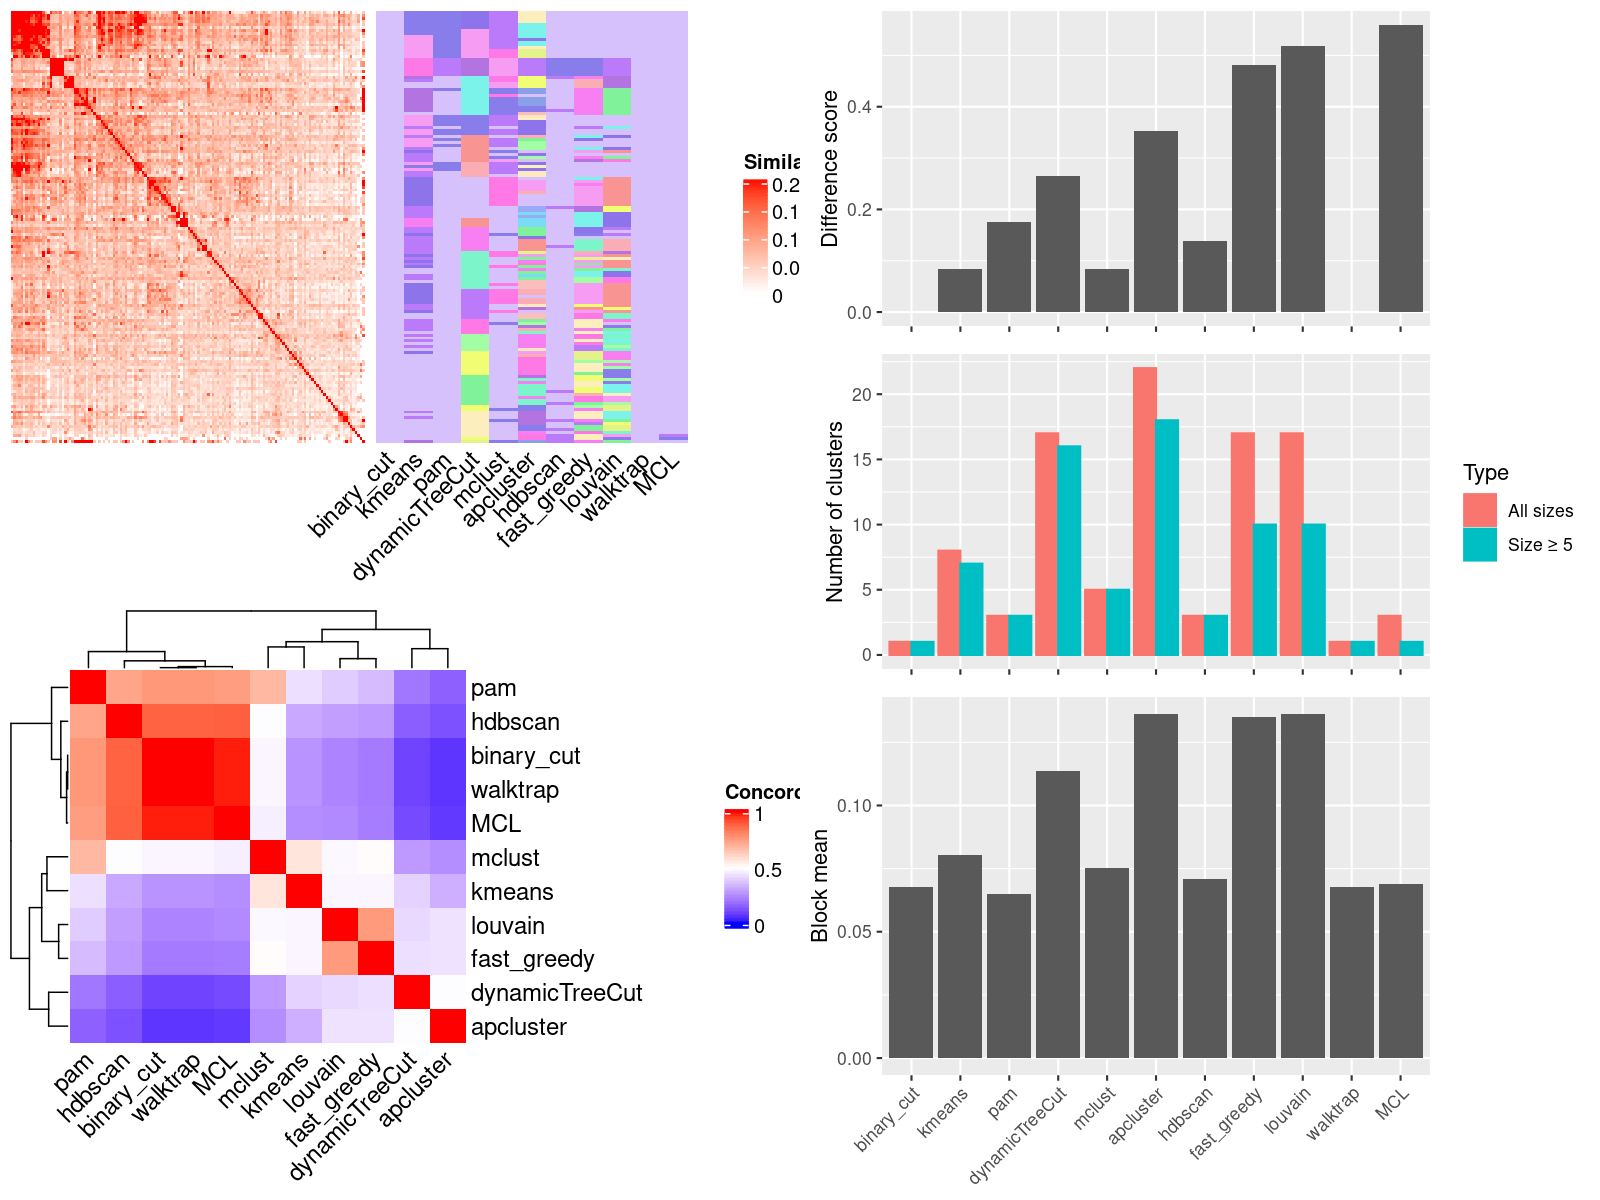 Simila
0.2
0.1
0.1
0.0
0
binary_cut
kmeans
pam
dynamicTreeCut
mclust
apcluster
hdbscan
fast_greedy
louvain
walktrap
MCL
pam
hdbscan
binary_cut
walktrap
MCL
mclust
kmeans
louvain
fast_greedy
dynamicTreeCut
apcluster
pam
hdbscan
binary_cut
walktrap
MCL
mclust
kmeans
louvain
fast_greedy
dynamicTreeCut
apcluster
Concord
1
0.5
0
Difference score
0.4
0.2
0.0
Number of clusters
20
15
10
5
0
Type
All sizes
Size ≥ 5
Block mean
0.10
0.05
0.00
binary_cut
kmeans
pam
dynamicTreeCut
mclust
apcluster
hdbscan
fast_greedy
louvain
walktrap
MCL